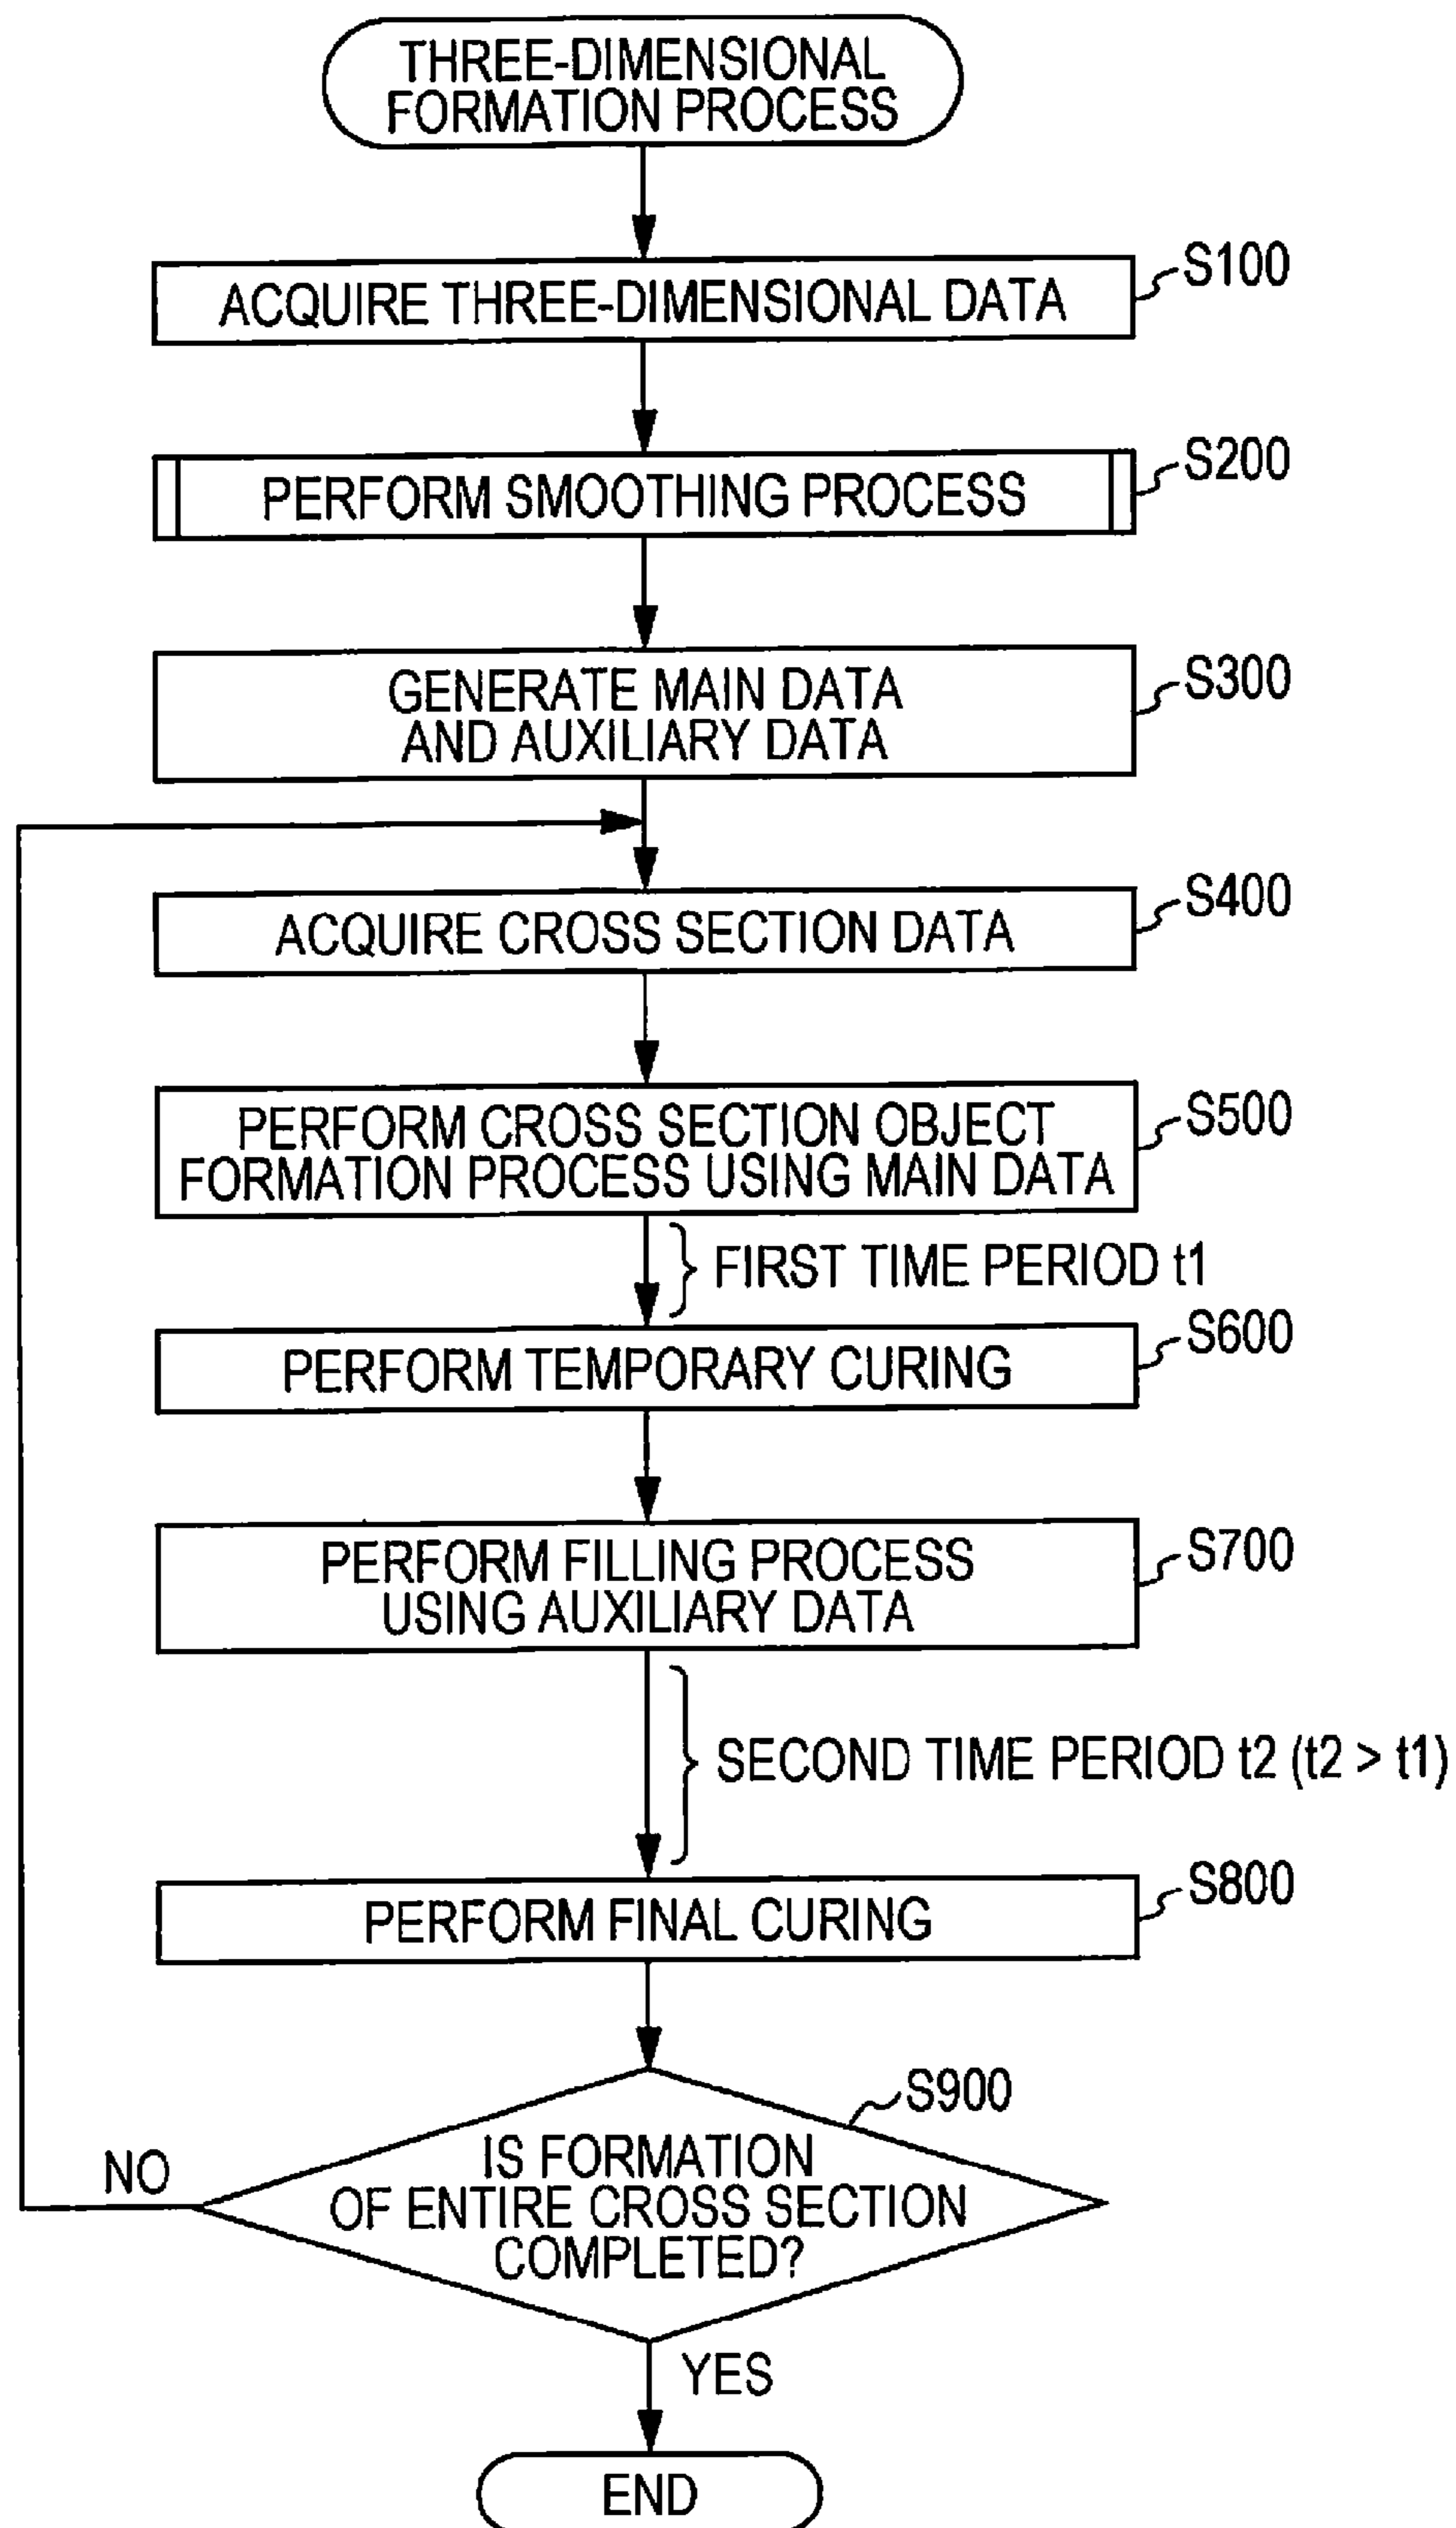 THREE-DIMENSIONAL
FORMATION PROCESS
S100
ACQUIRE THREE-DIMENSIONAL DATA
S200
PERFORM SMOOTHING PROCESS
S300
GENERATE MAIN DATA
AND AUXILIARY DATA
S400
ACQUIRE CROSS SECTION DATA
S500
PERFORM CROSS SECTION OBJECT
FORMATION PROCESS USING MAIN DATA
FIRST TIME PERIOD t1
S600
PERFORM TEMPORARY CURING
S700
PERFORM FILLING PROCESS
USING AUXILIARY DATA
SECOND TIME PERIOD t2 (t2 > t1)
S800
PERFORM FINAL CURING
S900
IS FORMATION
OF ENTIRE CROSS SECTION
COMPLETED?
NO
YES
END